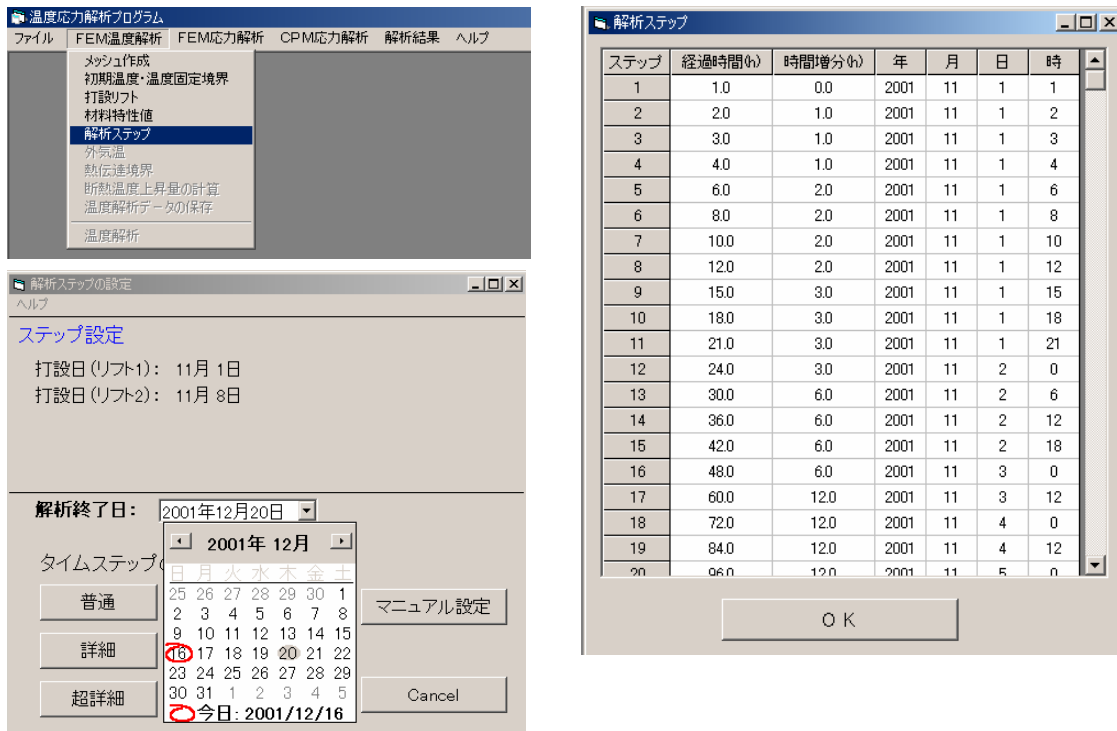 温度応力解析プログラム
ファイル FEM温度解析 FEM応力解析 CPM応力解析 解析結果 ヘルプ
メッシュ作成
初期温度・温度固定境界
打設リフト
材料特性値
解析ステップ
外気温
熱伝達境界
断熱温度上昇量の計算
温度解析データの保存
温度解析
解析ステップの設定
ヘルプ
ステップ設定
打設日(リフト1): 11月 1日
打設日(リフト2): 11月 8日
解析終了日: 2001年12月20日
タイムステップ
2001年 12月
日 月 火 水 木 金 土
25 26 27 28 29 30 1
2 3 4 5 6 7 8
9 10 11 12 13 14 15
16 17 18 19 20 21 22
23 24 25 26 27 28 29
30 31 1 2 3 4 5
今日: 2001/12/16
普通
詳細
超詳細
マニュアル設定
Cancel
解析ステップ
ステップ 経過時間(h) 時間増分(h) 年 月 日 時
1 1.0 0.0 2001 11 1 1
2 2.0 1.0 2001 11 1 2
3 3.0 1.0 2001 11 1 3
4 4.0 1.0 2001 11 1 4
5 6.0 2.0 2001 11 1 6
6 8.0 2.0 2001 11 1 8
7 10.0 2.0 2001 11 1 10
8 12.0 2.0 2001 11 1 12
9 15.0 3.0 2001 11 1 15
10 18.0 3.0 2001 11 1 18
11 21.0 3.0 2001 11 1 21
12 24.0 3.0 2001 11 2 0
13 30.0 6.0 2001 11 2 6
14 36.0 6.0 2001 11 2 12
15 42.0 6.0 2001 11 2 18
16 48.0 6.0 2001 11 3 0
17 60.0 12.0 2001 11 3 12
18 72.0 12.0 2001 11 4 0
19 84.0 12.0 2001 11 4 12
20 96.0 12.0 2001 11 5 0
OK